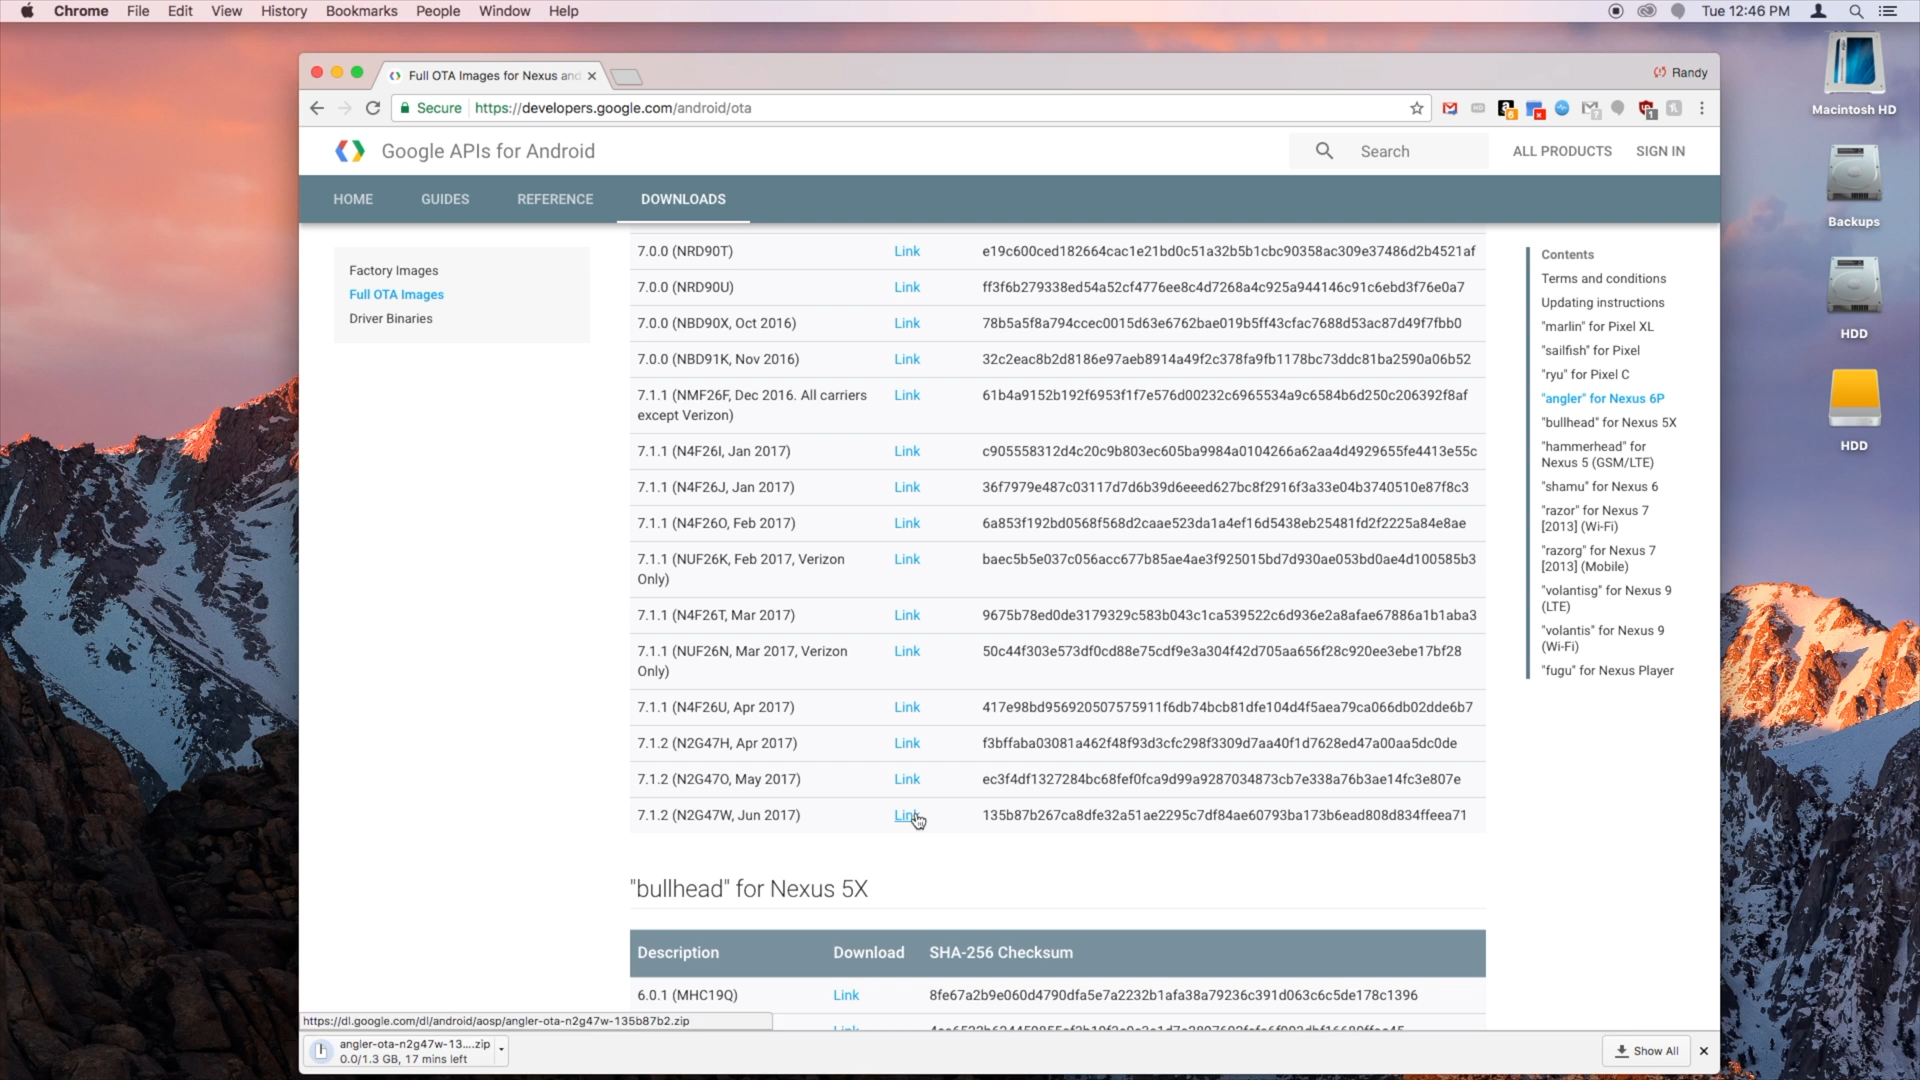 Chrome File Edit View History Bookmarks People Window Help Tue 12:46 PM
Full OTA Images for Nexus and Randy
Secure https://developers.google.com/android/ota
Google APIs for Android Search ALL PRODUCTS SIGN IN
HOME GUIDES REFERENCE DOWNLOADS
Factory Images
Full OTA Images
Driver Binaries
7.0.0 (NRD90T) Link e19c600ced182664cac1e21bd0c51a32b5b1cbc90358ac309e37486d2b4521af
7.0.0 (NRD90U) Link ff3f6b279338ed54a52cf4776ee8c4d7268a4c925a944146c91c6ebd3f76e0a7
7.0.0 (NBD90X, Oct 2016) Link 78b5a5f8a794ccec0015d63e6762bae019b5ff43cfac7688d53ac87d49f7fbb0
7.0.0 (NBD91K, Nov 2016) Link 32c2eac8b2d8186e97aeb8914a49f2c378fa9fb1178bc73ddc81ba2590a06b52
7.1.1 (NMF26F, Dec 2016. All carriers Link 61b4a9152b192f6953f1f7e576d00232c6965534a9c6584b6d250c206392f8af
except Verizon)
7.1.1 (N4F26I, Jan 2017) Link c905558312d4c20c9b803ec605ba9984a0104266a62aa4d4929655fe4413e55c
7.1.1 (N4F26J, Jan 2017) Link 36f7979e487c03117d7d6b39d6eeed627bc8f2916f3a33e04b3740510e87f8c3
7.1.1 (N4F26O, Feb 2017) Link 6a853f192bd0568f568d2caae523da1a4ef16d5438eb25481fd2f2225a84e8ae
7.1.1 (NUF26K, Feb 2017, Verizon Link baec5b5e037c056acc677b85ae4ae3f925015bd7d930ae053bd0ae4d100585b3
Only)
7.1.1 (N4F26T, Mar 2017) Link 9675b78ed0de3179329c583b043c1ca539522c6d936e2a8afae67886a1b1aba3
7.1.1 (NUF26N, Mar 2017, Verizon Link 50c44f303e573df0cd88e75cdf9e3a304f42d705aa656f28c920ee3ebe17bf28
Only)
7.1.1 (N4F26U, Apr 2017) Link 417e98bd956920507575911f6db74bcb81dfe104d4f5aea79ca066db02dde6b7
7.1.2 (N2G47H, Apr 2017) Link f3bffaba03081a462f48f93d3cfc298f3309d7aa40f1d7628ed47a00aa5dc0de
7.1.2 (N2G47O, May 2017) Link ec3f4df1327284bc68fef0fca9d99a9287034873cb7e338a76b3ae14fc3e807e
7.1.2 (N2G47W, Jun 2017) Link 135b87b267ca8dfe32a51ae2295c7df84ae60793ba173b6ead808d834ffeea71
"bullhead" for Nexus 5X
Description Download SHA-256 Checksum
6.0.1 (MHC19Q) Link 8fe67a2b9e060d4790dfa5e7a2232b1afa38a79236c391d063c6c5de178c1396
Link
Contents
Terms and conditions
Updating instructions
"marlin" for Pixel XL
"sailfish" for Pixel
"ryu" for Pixel C
"angler" for Nexus 6P
"bullhead" for Nexus 5X
"hammerhead" for
Nexus 5 (GSM/LTE)
"shamu" for Nexus 6
"razor" for Nexus 7
[2013] (Wi-Fi)
"razorg" for Nexus 7
[2013] (Mobile)
"volantisg" for Nexus 9
(LTE)
"volantis" for Nexus 9
(Wi-Fi)
"fugu" for Nexus Player
https://dl.google.com/dl/android/aosp/angler-ota-n2g47w-135b87b2.zip
angler-ota-n2g47w-13....zip
0.0/1.3 GB, 17 mins left
Show All
Macintosh HD
Backups
HDD
HDD